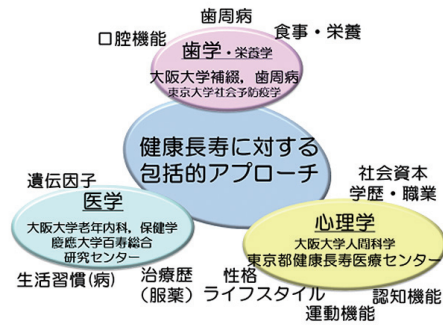 歯周病
口腔機能
食事・栄養
歯学・栄養学
大阪大学補綴，歯周病
東京大学社会予防疫学
健康長寿に対する
包括的アプローチ
遺伝因子
医学
大阪大学老年内科，保健学
慶應大学百寿総合
研究センター
生活習慣(病)
治療歴
（服薬）
社会資本
学歴・職業
心理学
大阪大学人間科学
東京都健康長寿医療センター
性格
ライフスタイル
認知機能
運動機能